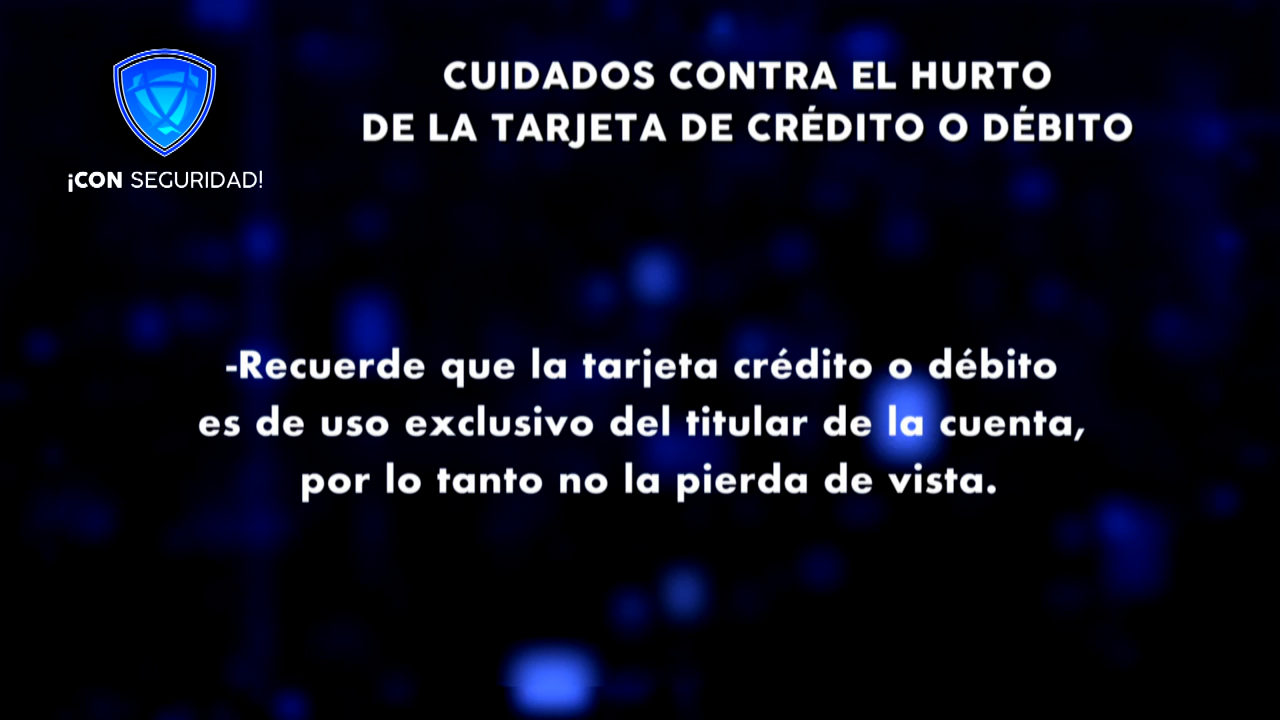 CUIDADOS CONTRA EL HURTO
DE LA TARJETA DE CRÉDITO O DÉBITO
¡CON SEGURIDAD!
-Recuerde que la tarjeta crédito o débito
es de uso exclusivo del titular de la cuenta,
por lo tanto no la pierda de vista.